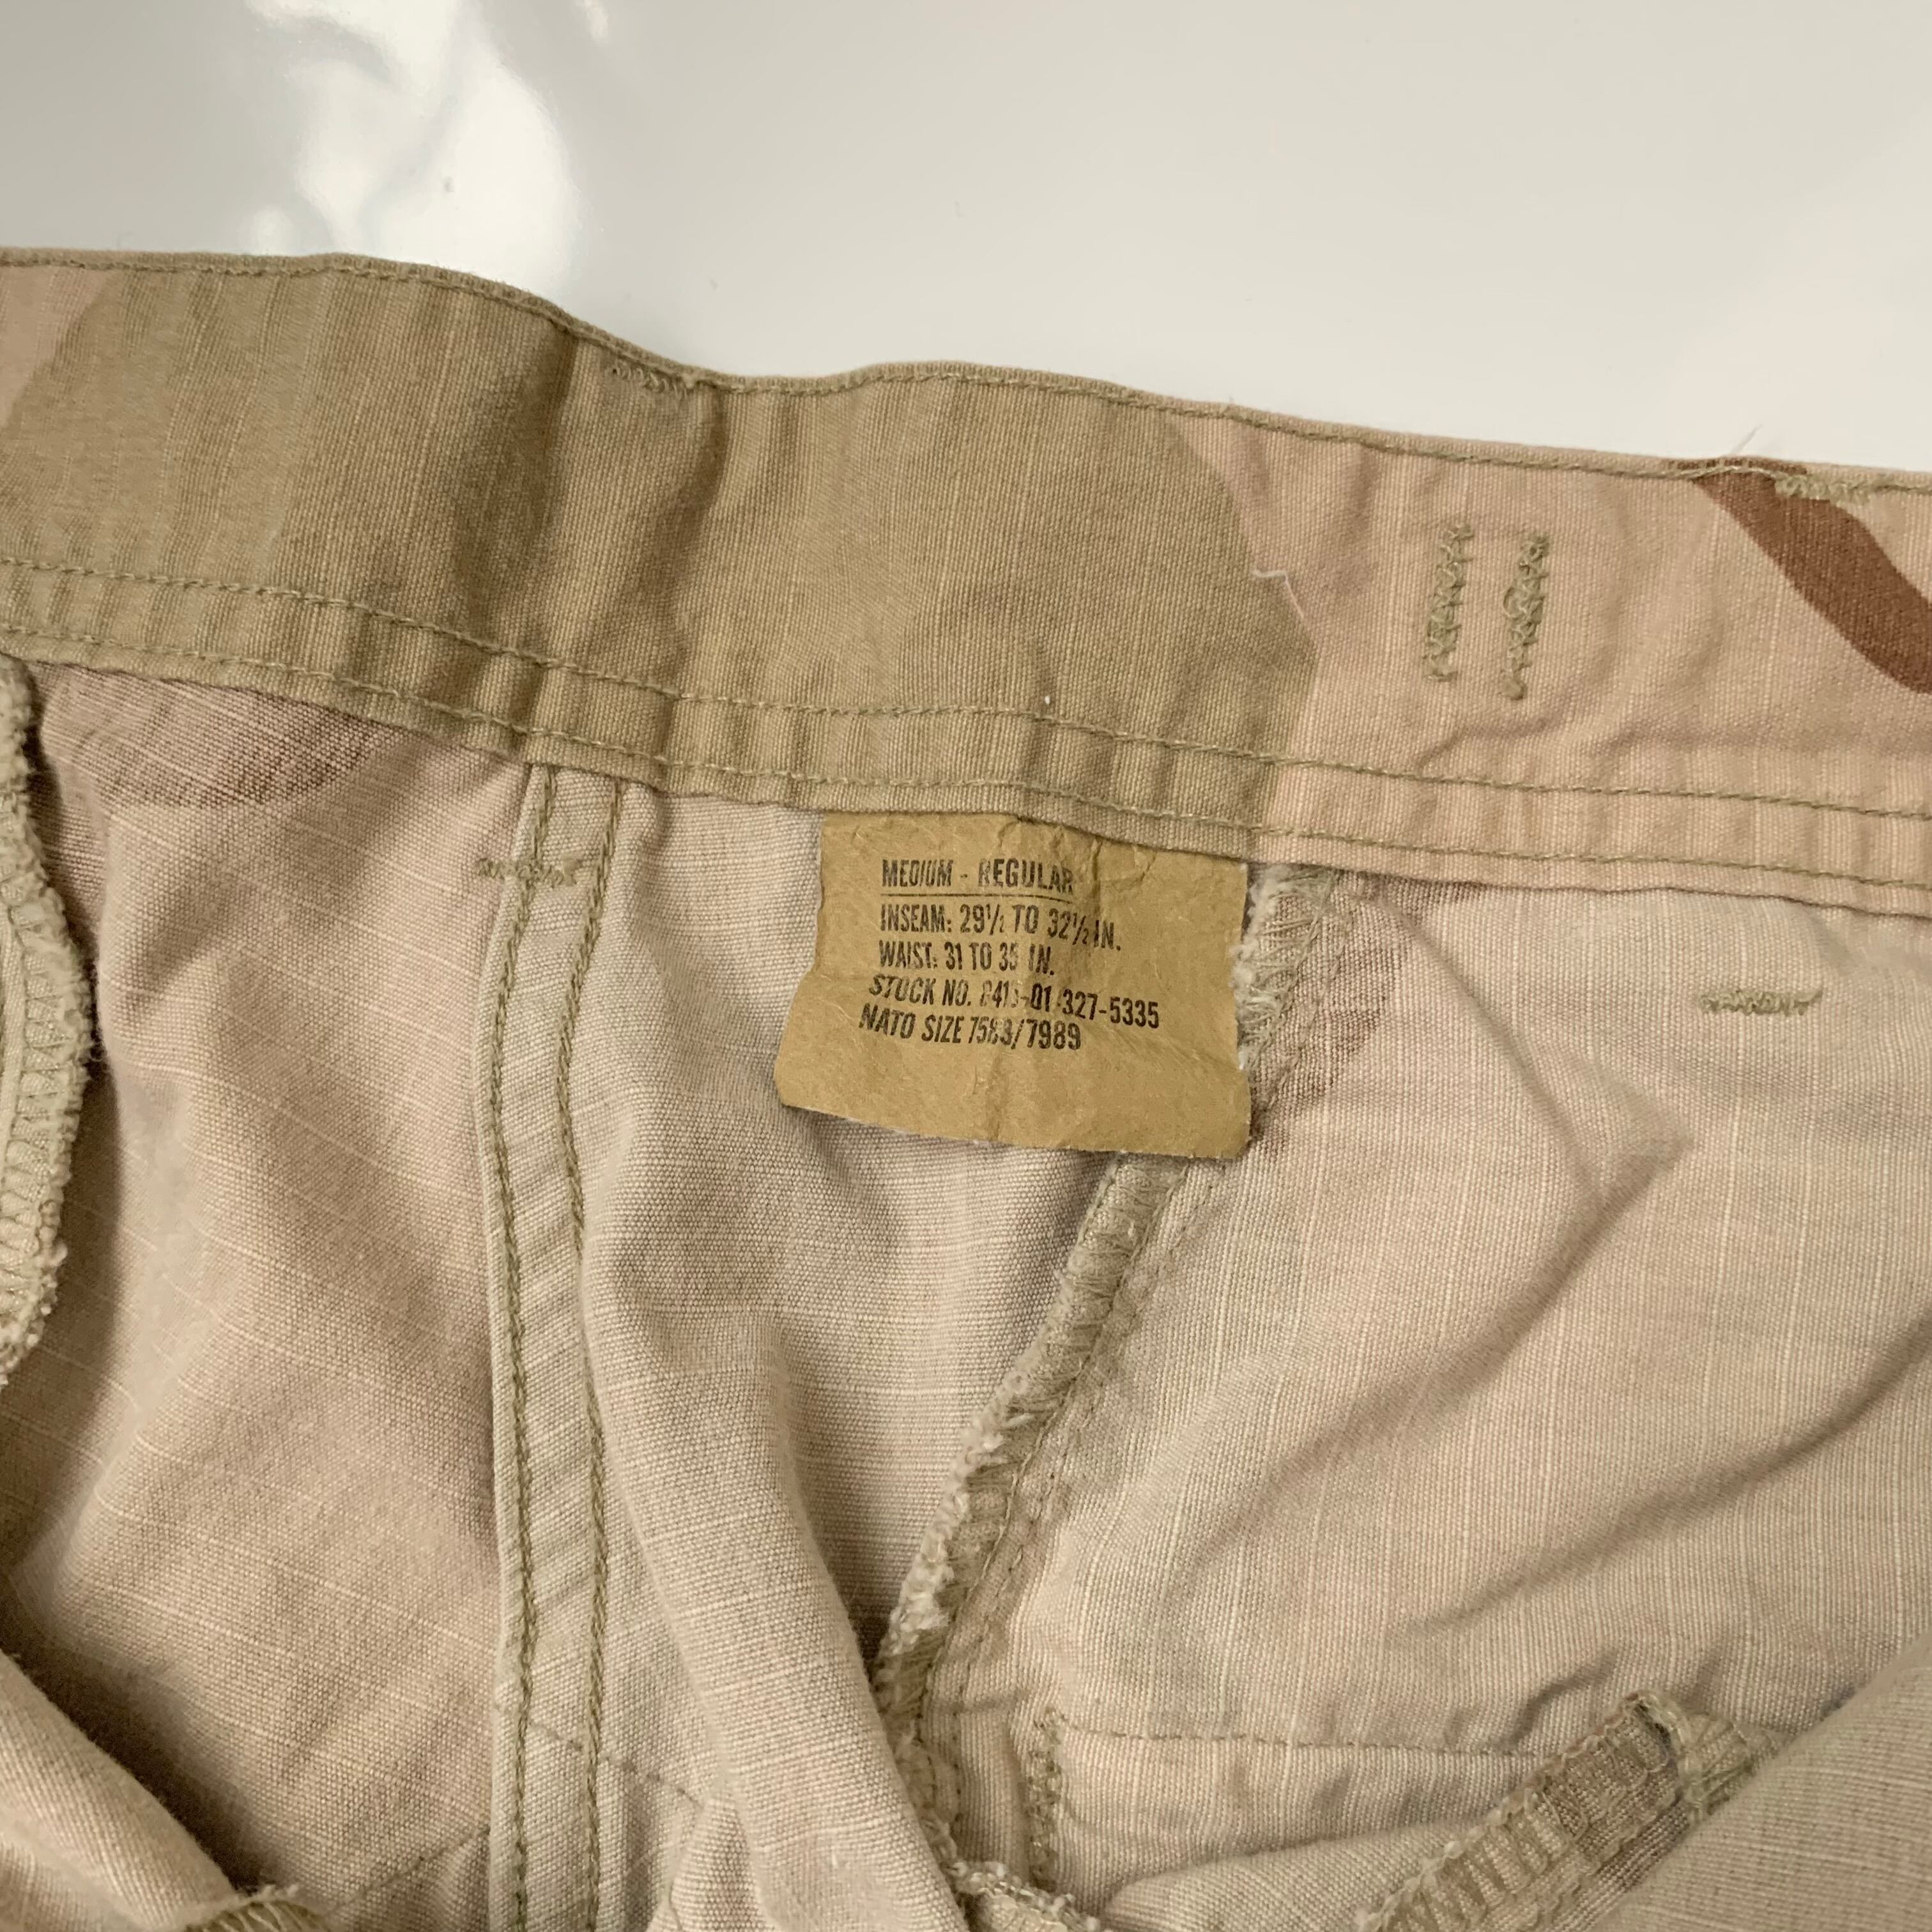 MEDIUM - REGULAR
INSEAM: 29½ TO 32½ IN.
WAIST: 31 TO 35 IN.
STOCK NO. 8415-01-327-5335
NATO SIZE 7583/7989